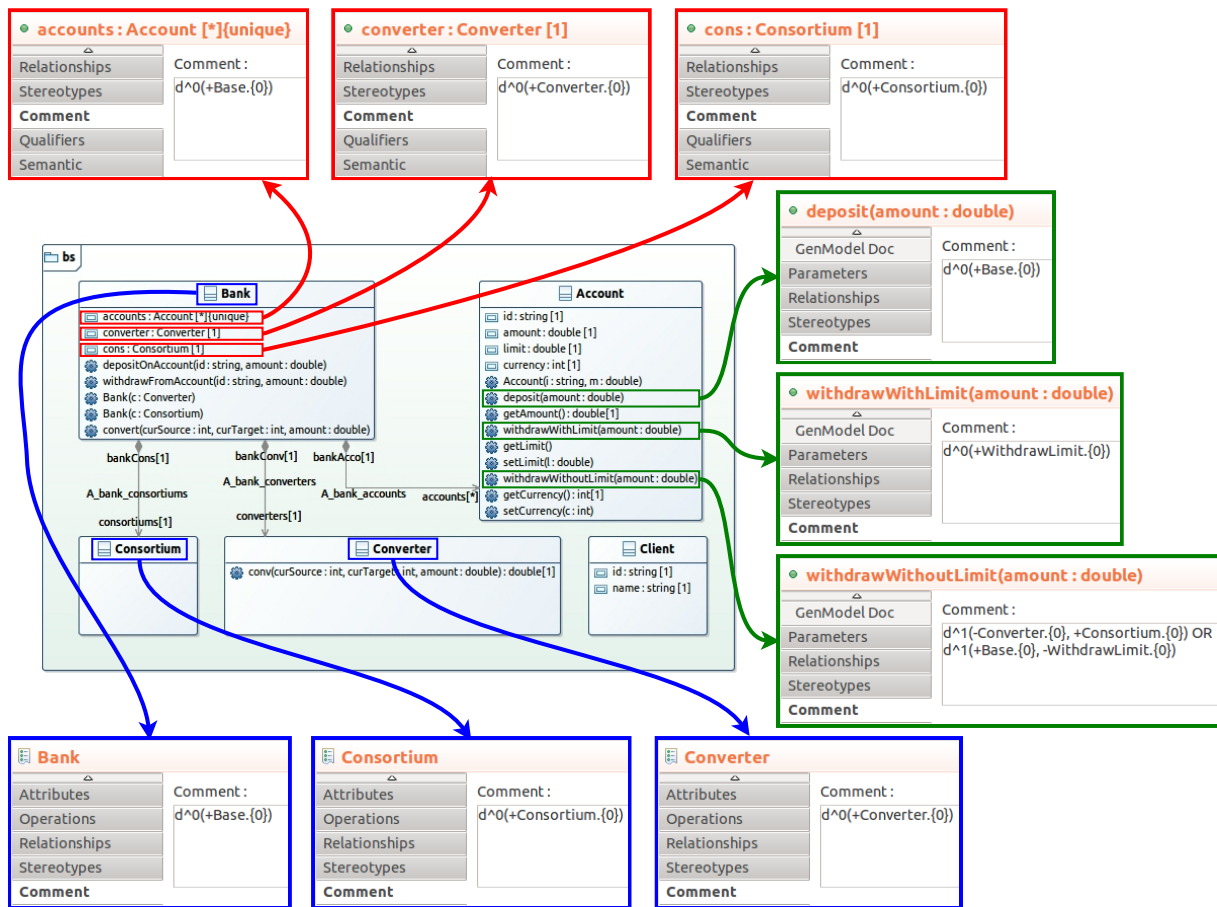 accounts : Account [*]{unique}
Relationships
Stereotypes
Comment
Qualifiers
Semantic
Comment :
d^0(+Base.{0})
converter : Converter [1]
Relationships
Stereotypes
Comment
Qualifiers
Semantic
Comment :
d^0(+Converter.{0})
cons : Consortium [1]
Relationships
Stereotypes
Comment
Qualifiers
Semantic
Comment :
d^0(+Consortium.{0})
bs
Bank
accounts : Account [*]{unique}
converter : Converter [1]
cons : Consortium [1]
depositOnAccount(id : string, amount : double)
withdrawFromAccount(id : string, amount : double)
Bank(c : Converter)
Bank(c : Consortium)
convert(curSource : int, curTarget : int, amount : double)
Account
id : string [1]
amount : double [1]
limit : double [1]
currency : int [1]
Account(i : string, m : double)
deposit(amount : double)
getAmount() : double[1]
withdrawWithLimit(amount : double)
getLimit()
setLimit(l : double)
withdrawWithoutLimit(amount : double)
getCurrency() : int[1]
setCurrency(c : int)
bankCons[1]
bankConv[1]
bankAcco[1]
A_bank_consortiums
A_bank_converters
A_bank_accounts
accounts[*]
consortiums[1]
converters[1]
Consortium
Converter
conv(curSource : int, curTarget : int, amount : double) : double[1]
Client
id : string [1]
name : string [1]
deposit(amount : double)
GenModel Doc
Parameters
Relationships
Stereotypes
Comment
Comment :
d^0(+Base.{0})
withdrawWithLimit(amount : double)
GenModel Doc
Parameters
Relationships
Stereotypes
Comment
Comment :
d^0(+WithdrawLimit.{0})
withdrawWithoutLimit(amount : double)
GenModel Doc
Parameters
Relationships
Stereotypes
Comment
Comment :
d^1(-Converter.{0}, +Consortium.{0}) OR
d^1(+Base.{0}, -WithdrawLimit.{0})
Bank
Attributes
Operations
Relationships
Stereotypes
Comment
Comment :
d^0(+Base.{0})
Consortium
Attributes
Operations
Relationships
Stereotypes
Comment
Comment :
d^0(+Consortium.{0})
Converter
Attributes
Operations
Relationships
Stereotypes
Comment
Comment :
d^0(+Converter.{0})